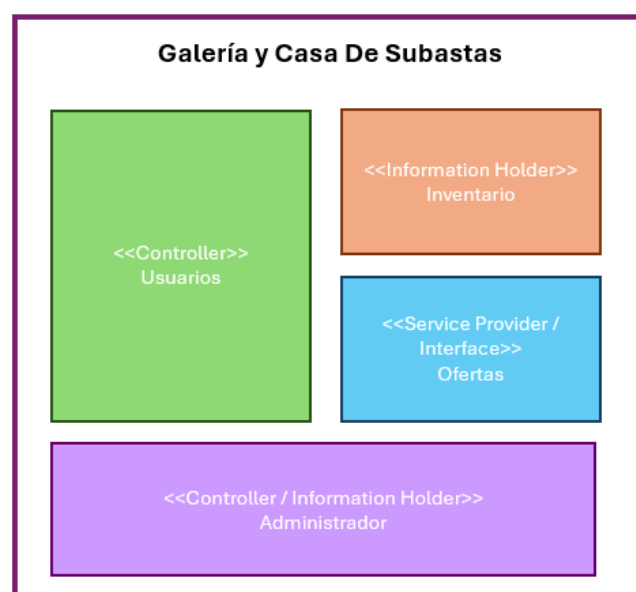 Galería y Casa De Subastas
<<Controller>>
Usuarios
<<Information Holder>>
Inventario
<<Service Provider /
Interface>>
Ofertas
<<Controller / Information Holder>>
Administrador